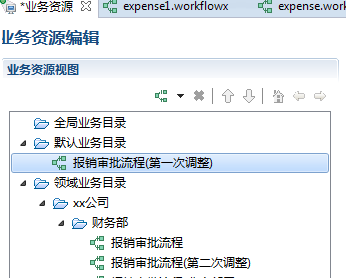 *业务资源 expense1.workflowx expense.work
业务资源编辑
业务资源视图
全局业务目录
默认业务目录
报销审批流程(第一次调整)
领域业务目录
xx公司
财务部
报销审批流程
报销审批流程(第二次调整)